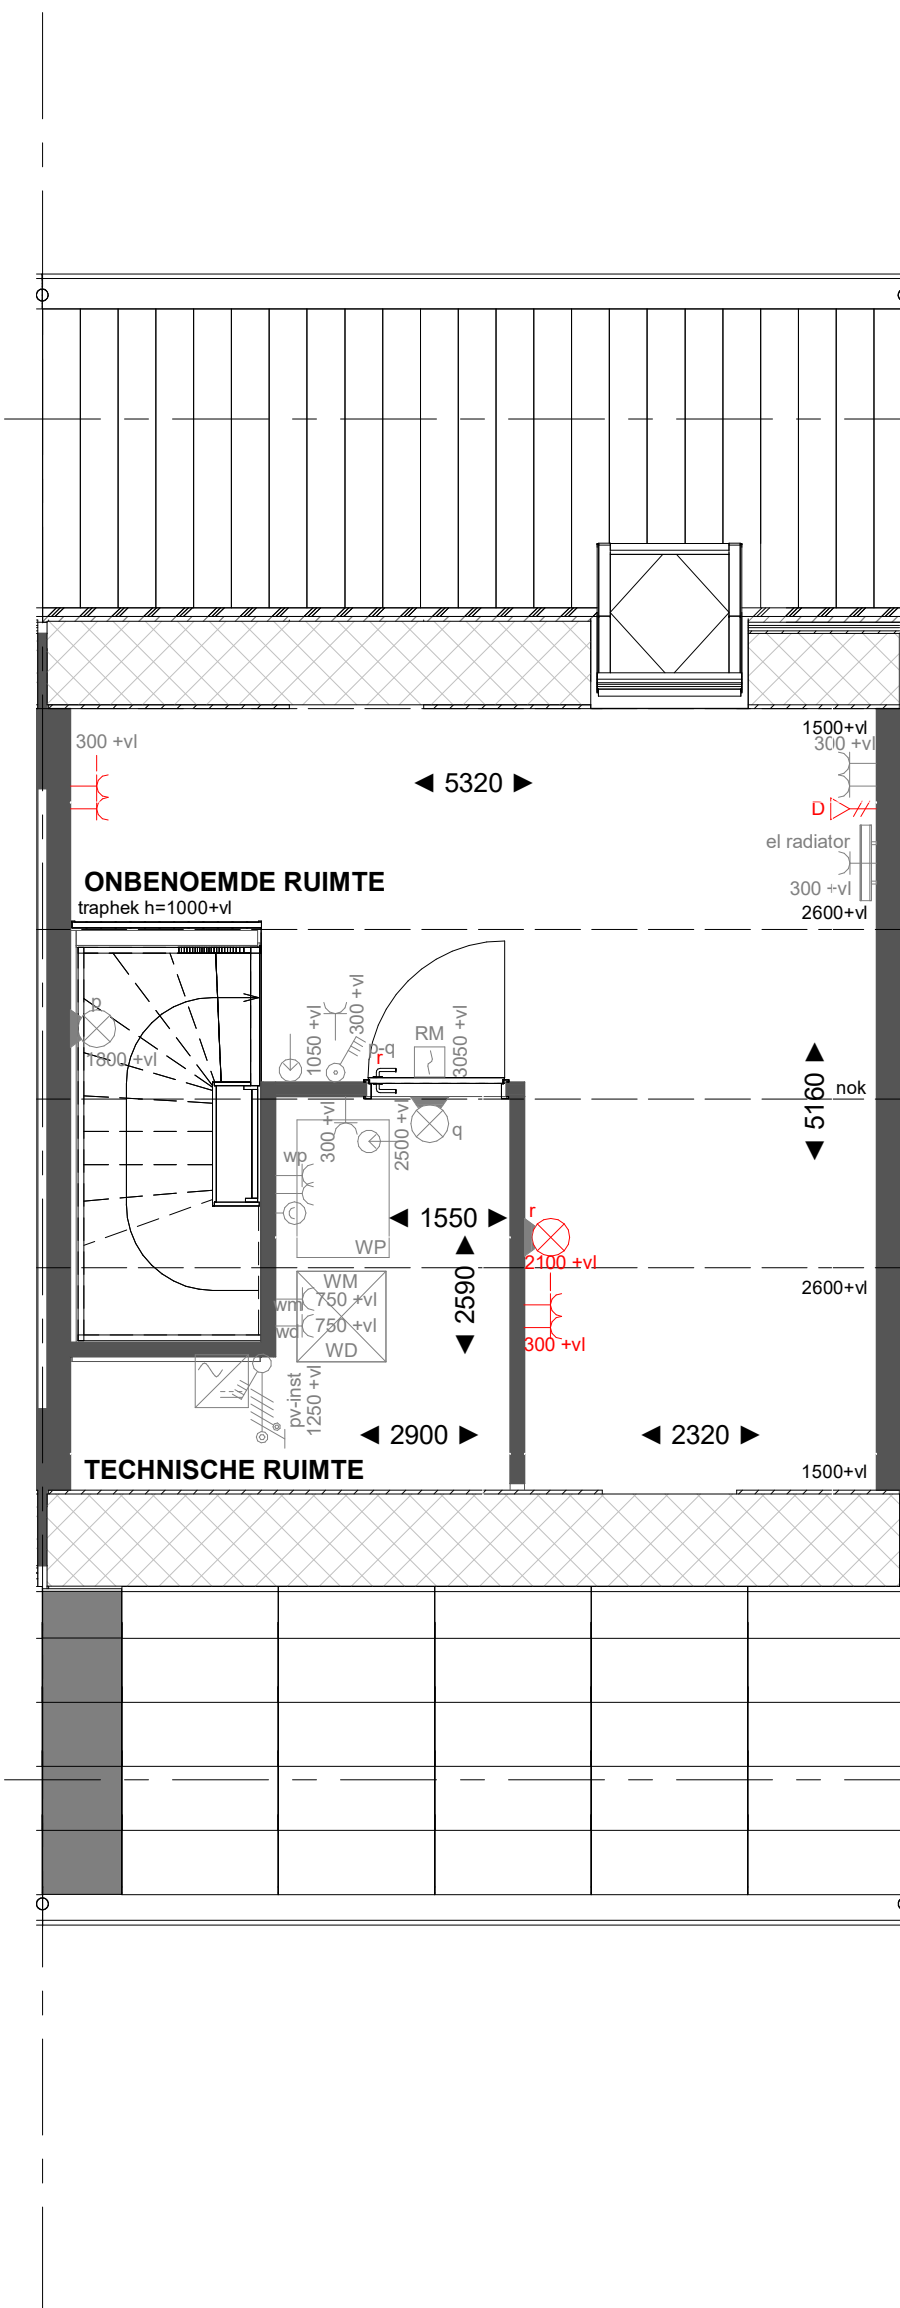 1500+vl
300 +vl
300 +vl
5320
D
el radiator
300 +vl
ONBENOEMDE RUIMTE
traphek h=1000+vl
2600+vl
p
1800 +vl
1050 +vl
300 +vl
p-q
r
RM
3050 +vl
nok
5160
300 +vl
2500 +vl
q
wp
WP
1550
r
2100 +vl
2590
WM
wm
750 +vl
wd
750 +vl
WD
300 +vl
2600+vl
pv-inst
1250 +vl
2900
2320
TECHNISCHE RUIMTE
1500+vl